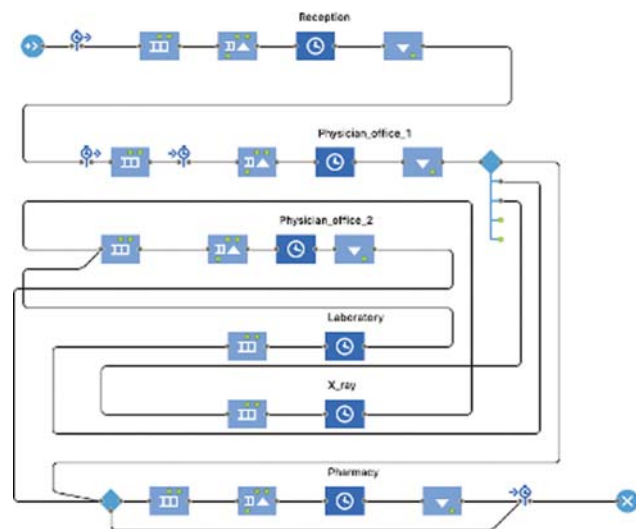 Reception
Physician_office_1
Physician_office_2
Laboratory
X_ray
Pharmacy